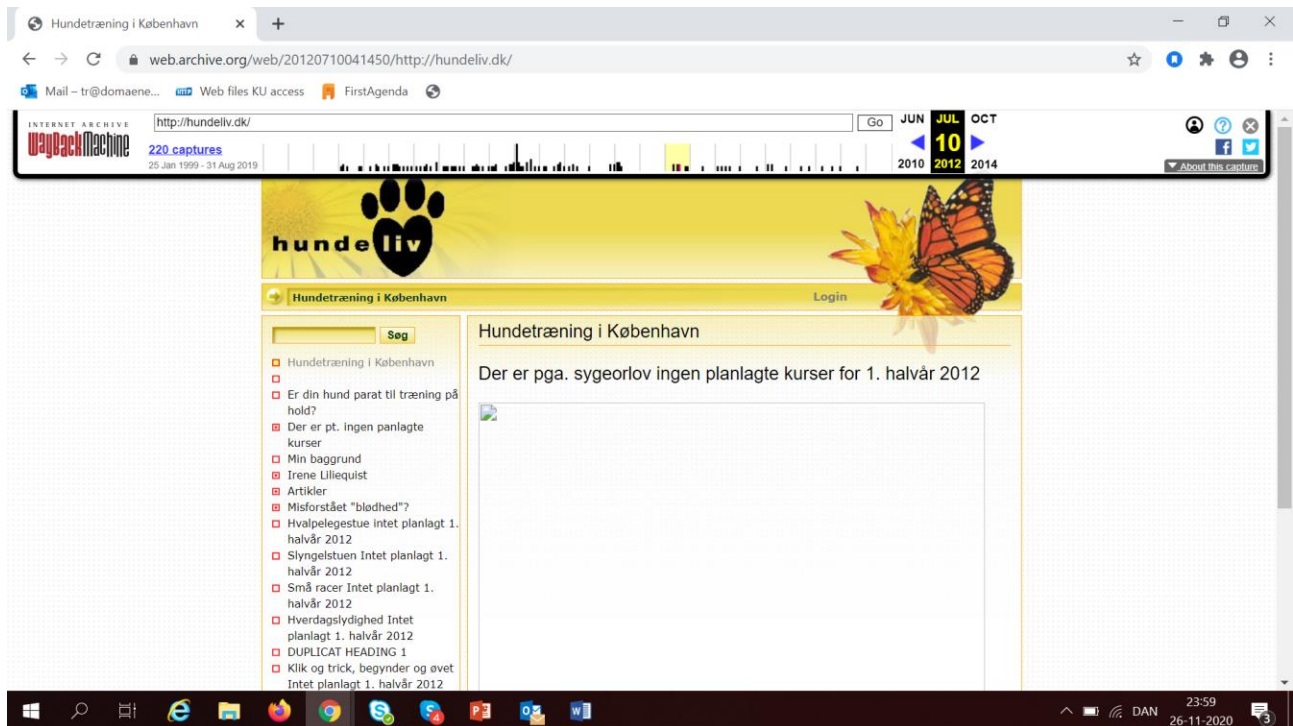 Hundetræning i København
web.archive.org/web/20120710041450/http://hundeliv.dk/
Mail – tr@domaene... Web files KU access FirstAgenda
INTERNET ARCHIVE
WayBackMachine
http://hundeliv.dk/ Go
220 captures
25 Jan 1999 - 31 Aug 2019
JUN JUL OCT
10
2010 2012 2014
About this capture
hundeliv
Hundetræning i København Login
Søg
Hundetræning i København
Er din hund parat til træning på
hold?
Der er pt. ingen panlagte
kurser
Min baggrund
Irene Liliequist
Artikler
Misforstået "blødhed"?
Hvalpelegestue intet planlagt 1.
halvår 2012
Slyngelstuen Intet planlagt 1.
halvår 2012
Små racer Intet planlagt 1.
halvår 2012
Hverdagslydighed Intet
planlagt 1. halvår 2012
DUPLICAT HEADING 1
Klik og trick, begynder og øvet
Intet planlagt 1. halvår 2012
Hundetræning i København
Der er pga. sygeorlov ingen planlagte kurser for 1. halvår 2012
DAN
23:59
26-11-2020
3